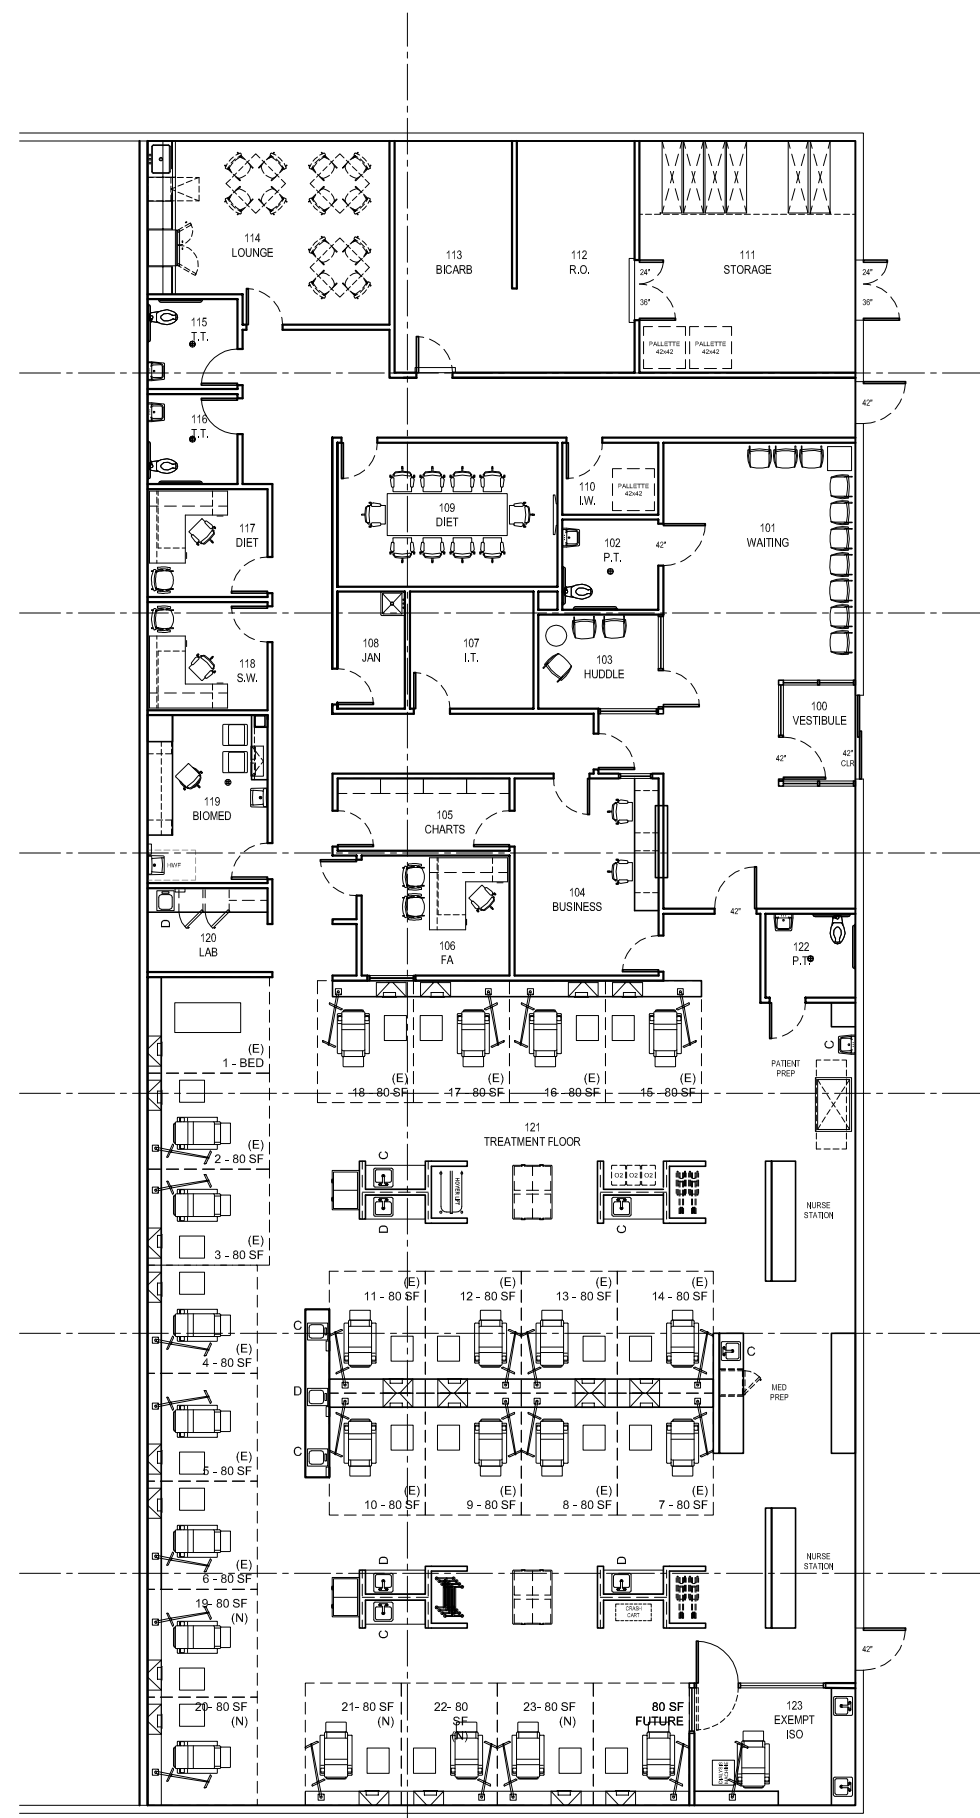 114
LOUNGE
113
BICARB
112
R.O.
111
STORAGE
24"
36"
24"
36"
PALLETTE
42x42
PALLETTE
42x42
115
T.T.
116
T.T.
42"
110
I.W.
PALLETTE
42x42
109
DIET
101
WAITING
117
DIET
102
P.T.
42"
118
S.W.
108
JAN
107
I.T.
103
HUDDLE
100
VESTIBULE
42"
42"
CLR
119
BIOMED
105
CHARTS
HWF
104
BUSINESS
42"
D
120
LAB
106
FA
122
P.T.
C
PATIENT
PREP
(E)
1 - BED
(E)
18 - 80 SF
(E)
17 - 80 SF
(E)
16 - 80 SF
(E)
15 - 80 SF
121
TREATMENT FLOOR
(E)
2 - 80 SF
C
HOYER LIFT
O2
O2
O2
D
C
NURSE
STATION
(E)
3 - 80 SF
(E)
11 - 80 SF
(E)
12 - 80 SF
(E)
13 - 80 SF
(E)
14 - 80 SF
C
C
(E)
4 - 80 SF
D
MED
PREP
C
(E)
5 - 80 SF
(E)
10 - 80 SF
(E)
9 - 80 SF
(E)
8 - 80 SF
(E)
7 - 80 SF
D
D
NURSE
STATION
(E)
6 - 80 SF
19- 80 SF
(N)
C
CRASH
CART
42"
20- 80 SF
(N)
21- 80 SF
(N)
22- 80
SF
(N)
23- 80 SF
(N)
80 SF
FUTURE
123
EXEMPT
ISO